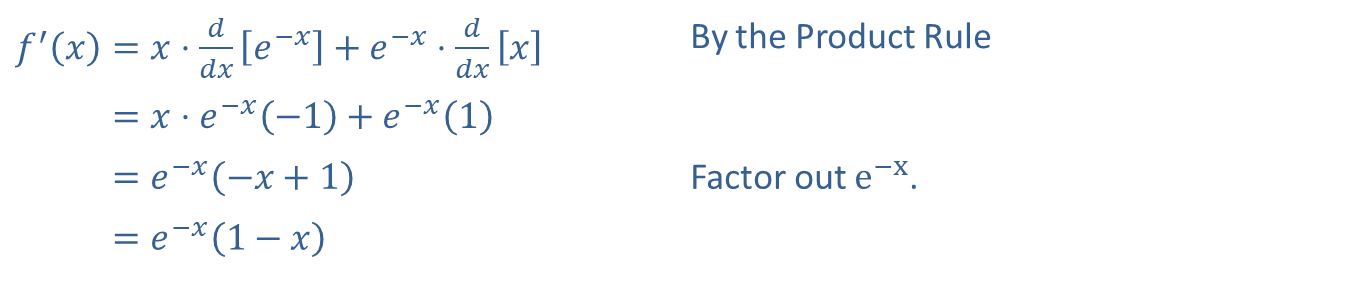 f′(x) = x · d/dx [e^−x] + e^−x · d/dx [x] By the Product Rule
= x · e^−x(−1) + e^−x(1)
= e^−x(−x + 1) Factor out e^−x.
= e^−x(1 − x)